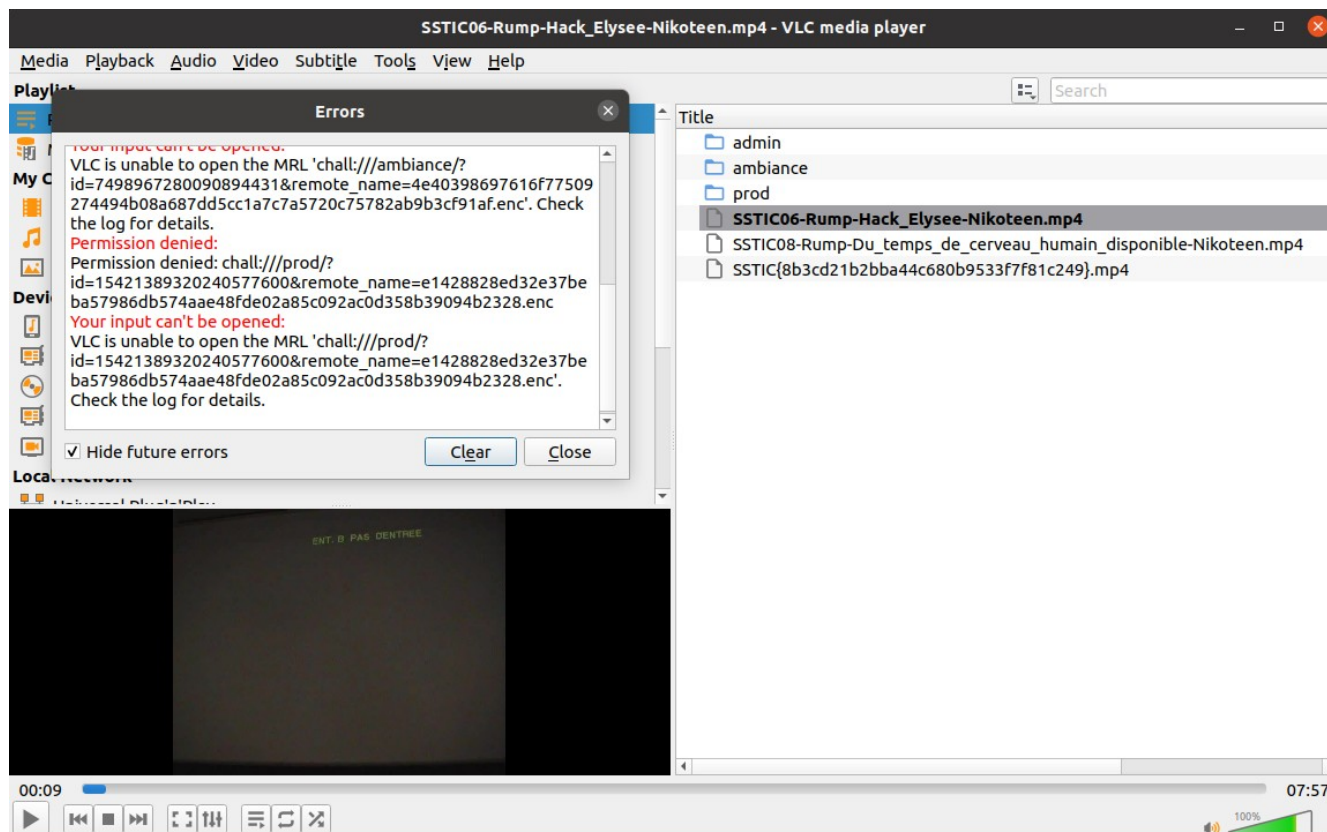 SSTIC06-Rump-Hack_Elysee-Nikoteen.mp4 - VLC media player
Media Playback Audio Video Subtitle Tools View Help
Search
Errors
Your input can't be opened:
VLC is unable to open the MRL 'chall:///ambiance/?
id=7498967280090894431&remote_name=4e40398697616f77509
274494b08a687dd5cc1a7c7a5720c75782ab9b3cf91af.enc'. Check
the log for details.
Permission denied:
Permission denied: chall:///prod/?
id=15421389320240577600&remote_name=e1428828ed32e37be
ba57986db574aae48fde02a85c092ac0d358b39094b2328.enc
Your input can't be opened:
VLC is unable to open the MRL 'chall:///prod/?
id=15421389320240577600&remote_name=e1428828ed32e37be
ba57986db574aae48fde02a85c092ac0d358b39094b2328.enc'.
Check the log for details.
Hide future errors
Clear
Close
Title
admin
ambiance
prod
SSTIC06-Rump-Hack_Elysee-Nikoteen.mp4
SSTIC08-Rump-Du_temps_de_cerveau_humain_disponible-Nikoteen.mp4
SSTIC{8b3cd21b2bba44c680b9533f7f81c249}.mp4
ENT. B PAS DENTREE
00:09
07:57
100%